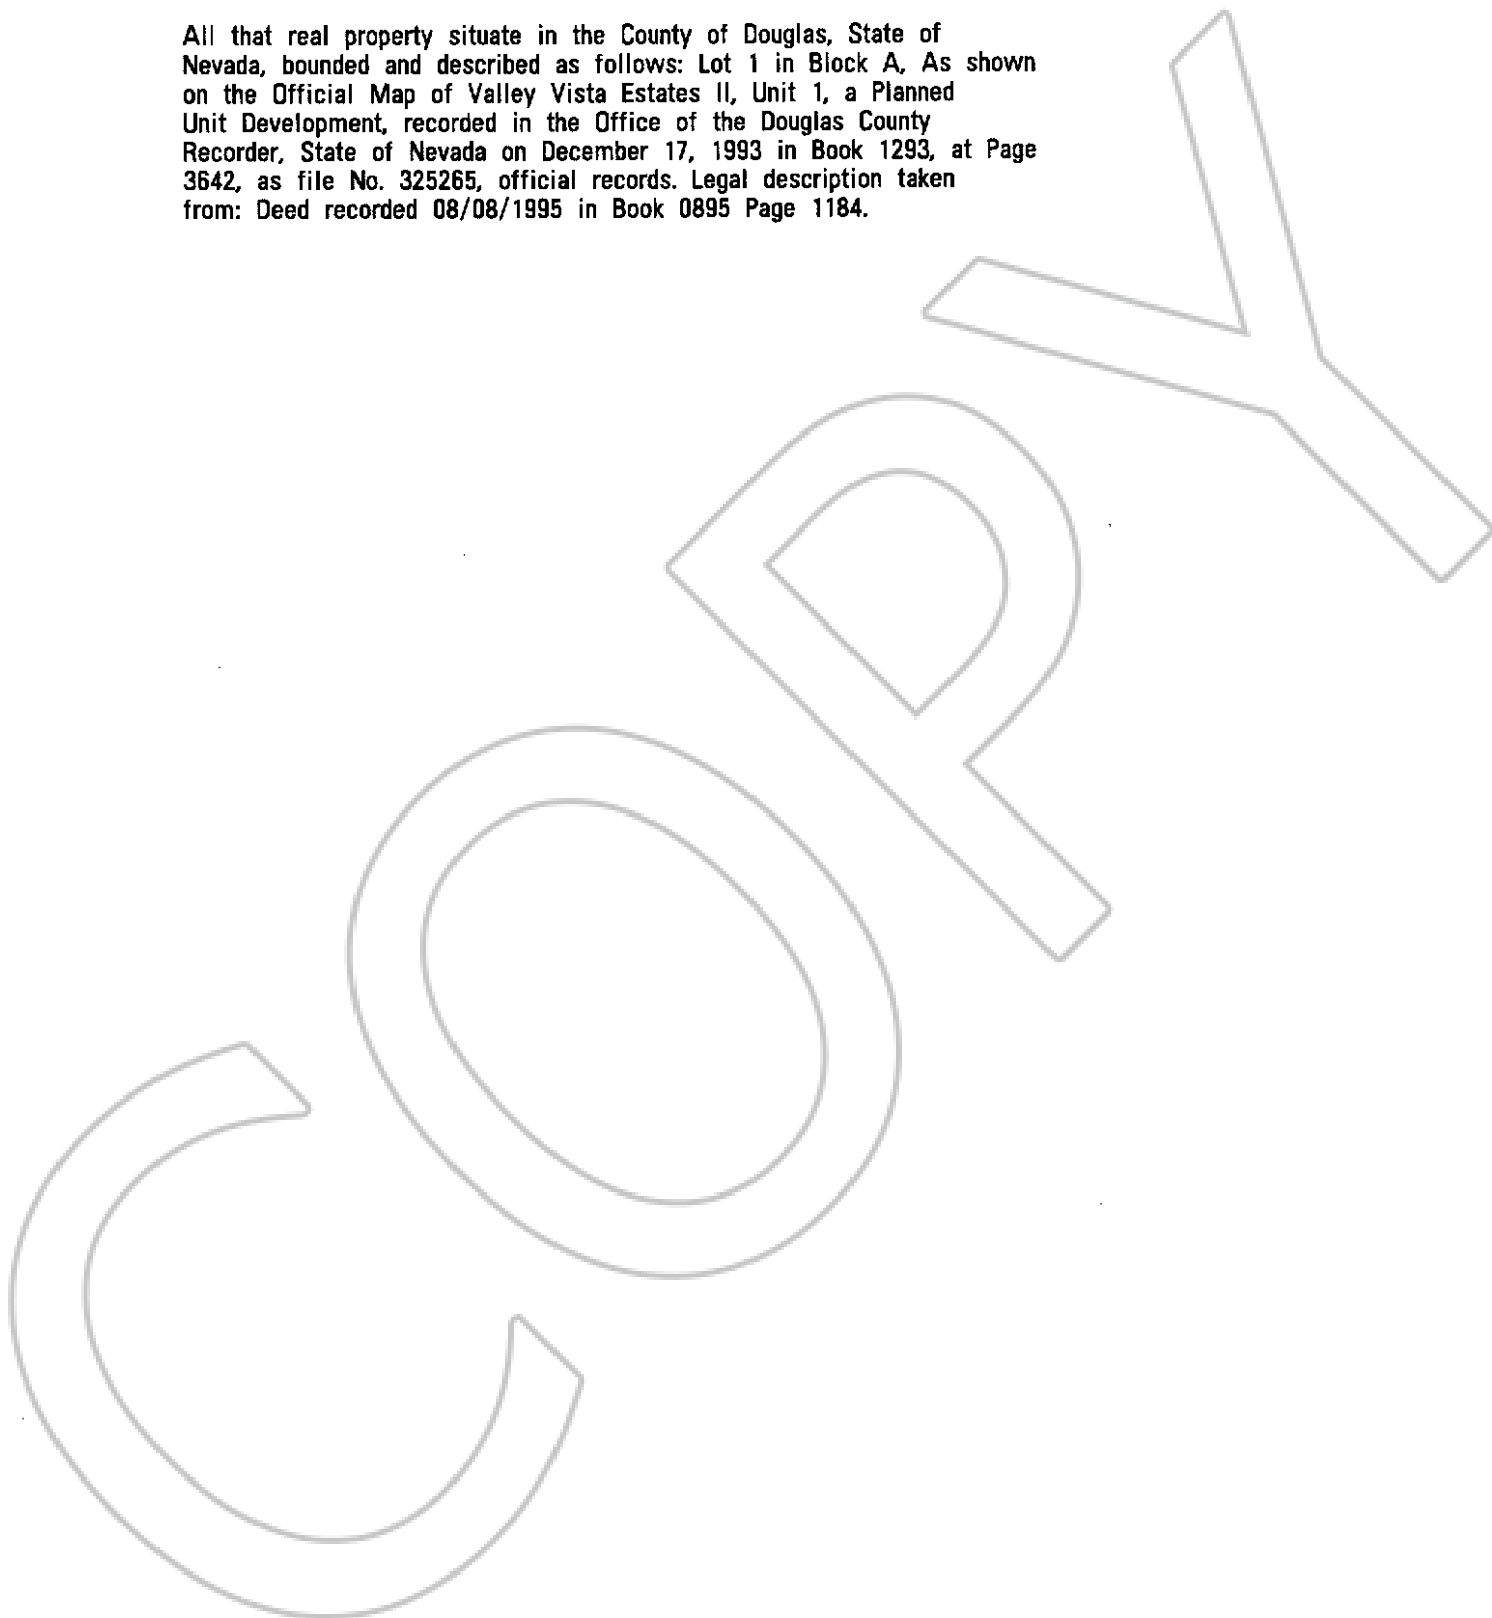 All that real property situate in the County of Douglas, State of
Nevada, bounded and described as follows: Lot 1 in Block A, As shown
on the Official Map of Valley Vista Estates II, Unit 1, a Planned
Unit Development, recorded in the Office of the Douglas County
Recorder, State of Nevada on December 17, 1993 in Book 1293, at Page
3642, as file No. 325265, official records. Legal description taken
from: Deed recorded 08/08/1995 in Book 0895 Page 1184.
COPY